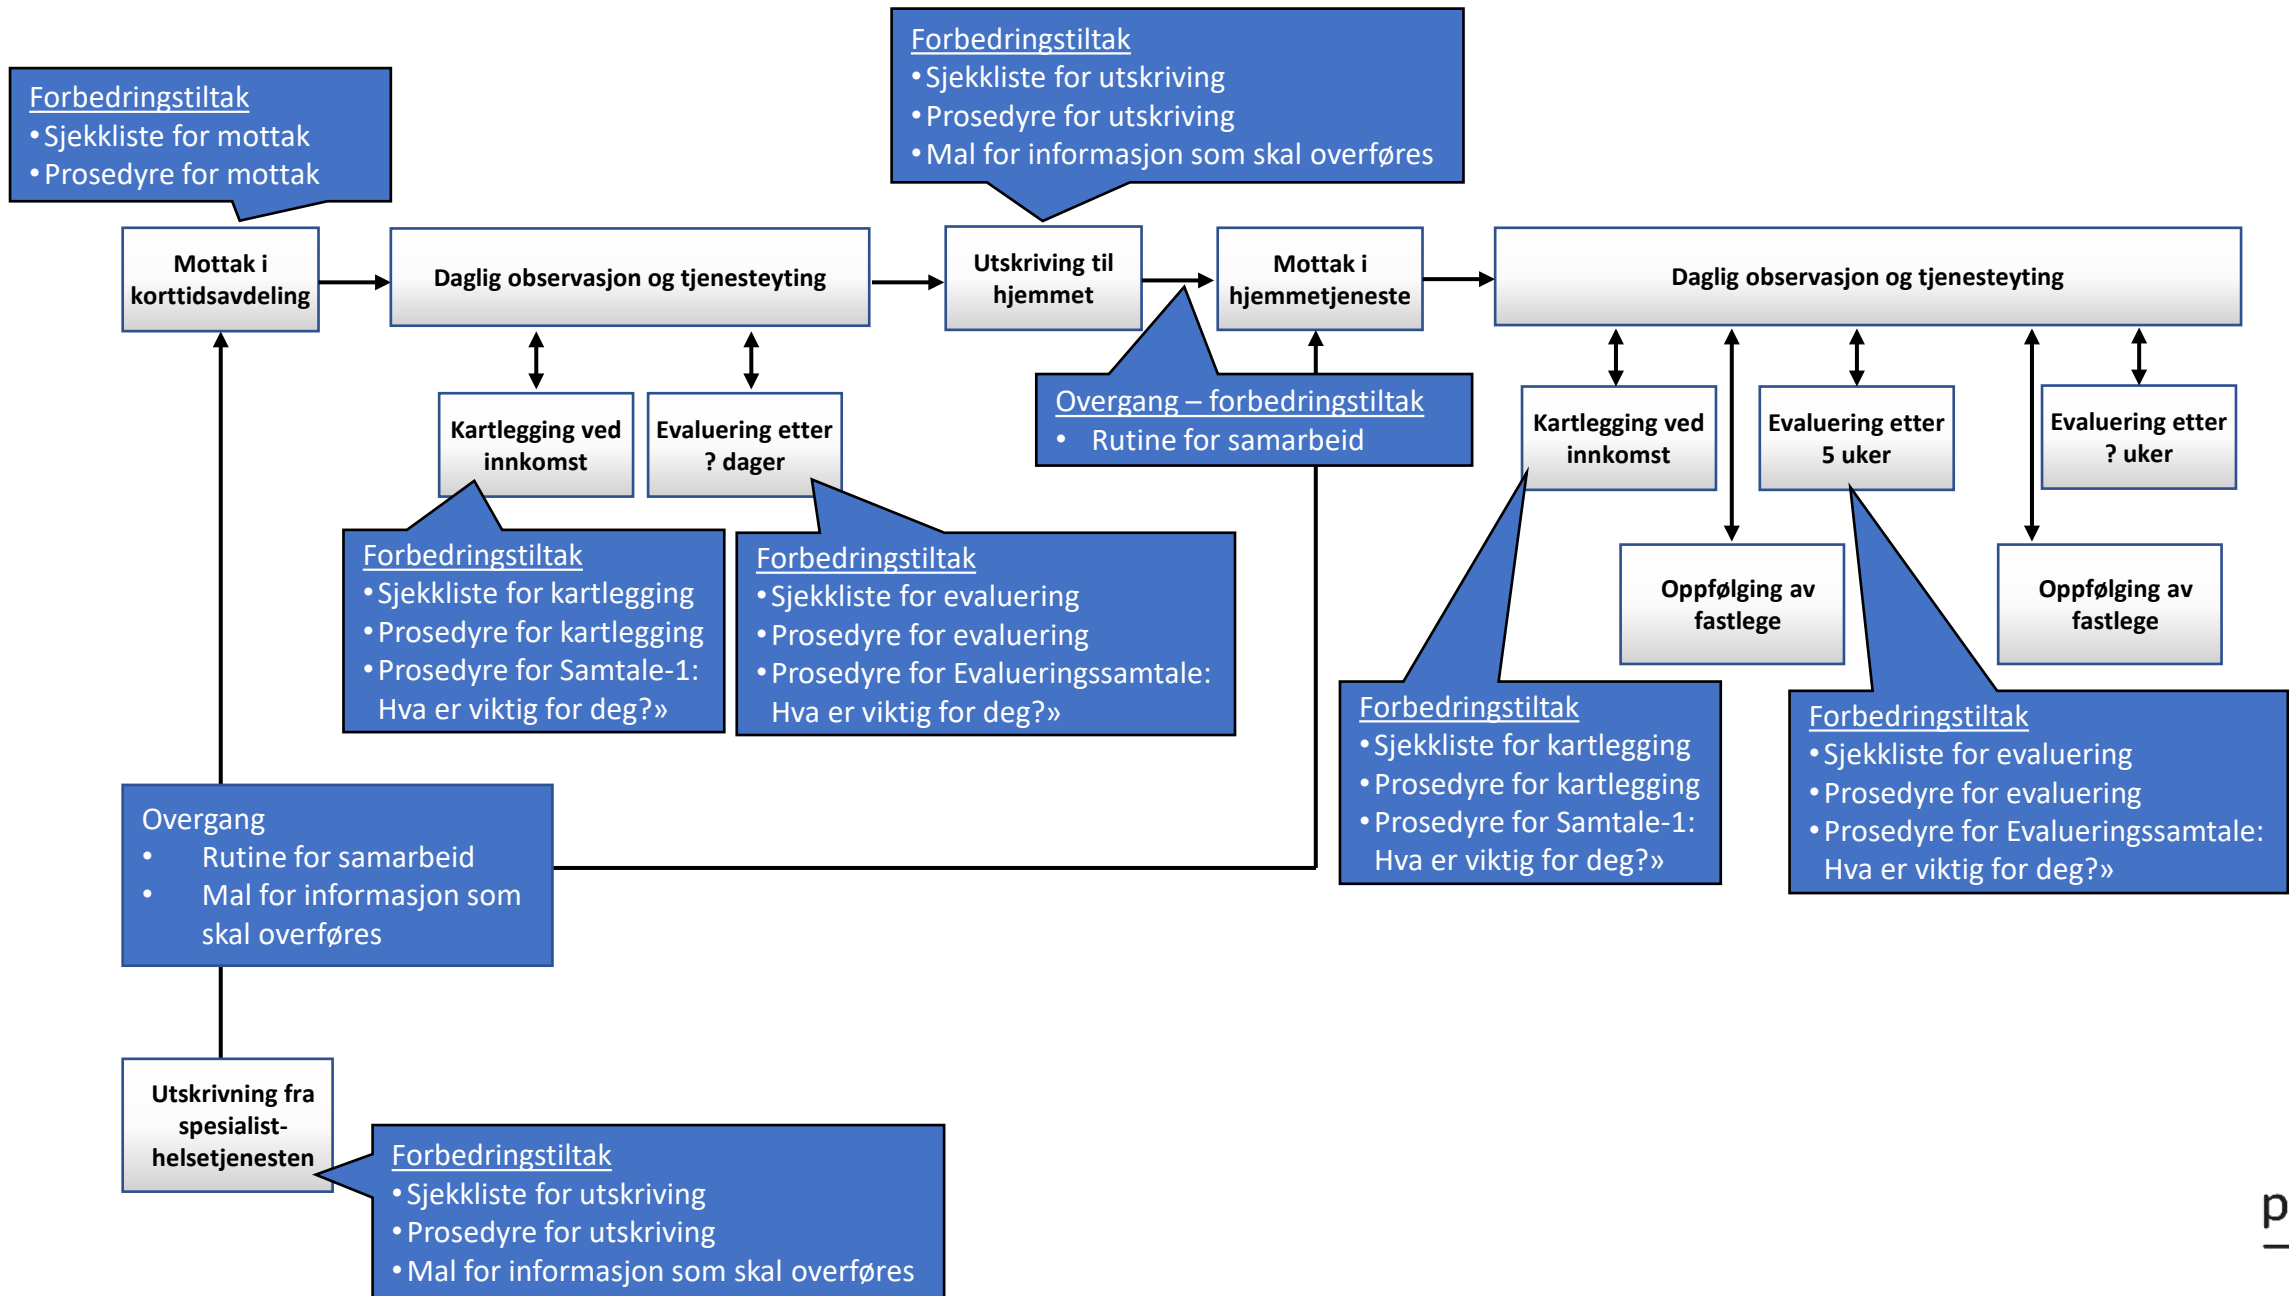 Forbedringstiltak
• Sjekkliste for mottak
• Prosedyre for mottak
Forbedringstiltak
• Sjekkliste for utskriving
• Prosedyre for utskriving
• Mal for informasjon som skal overføres
Mottak i
korttidsavdeling
Daglig observasjon og tjenesteyting
Utskriving til
hjemmet
Mottak i
hjemmetjeneste
Daglig observasjon og tjenesteyting
Kartlegging ved
innkomst
Evaluering etter
? dager
Overgang – forbedringstiltak
• Rutine for samarbeid
Kartlegging ved
innkomst
Evaluering etter
5 uker
Evaluering etter
? uker
Oppfølging av
fastlege
Oppfølging av
fastlege
Forbedringstiltak
• Sjekkliste for kartlegging
• Prosedyre for kartlegging
• Prosedyre for Samtale-1:
Hva er viktig for deg?»
Forbedringstiltak
• Sjekkliste for evaluering
• Prosedyre for evaluering
• Prosedyre for Evalueringssamtale:
Hva er viktig for deg?»
Forbedringstiltak
• Sjekkliste for kartlegging
• Prosedyre for kartlegging
• Prosedyre for Samtale-1:
Hva er viktig for deg?»
Forbedringstiltak
• Sjekkliste for evaluering
• Prosedyre for evaluering
• Prosedyre for Evalueringssamtale:
Hva er viktig for deg?»
Overgang
• Rutine for samarbeid
• Mal for informasjon som
skal overføres
Utskrivning fra
spesialist-
helsetjenesten
Forbedringstiltak
• Sjekkliste for utskriving
• Prosedyre for utskriving
• Mal for informasjon som skal overføres
p